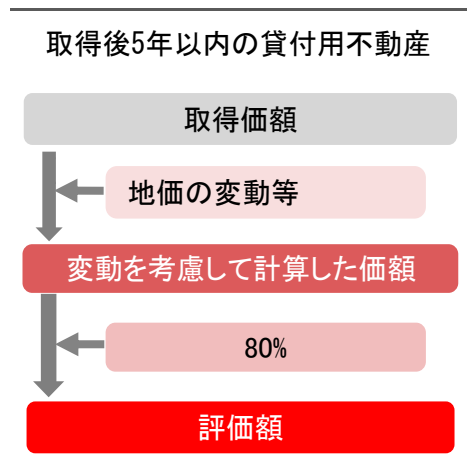 取得後5年以内の貸付用不動産
取得価額
地価の変動等
変動を考慮して計算した価額
80%
評価額